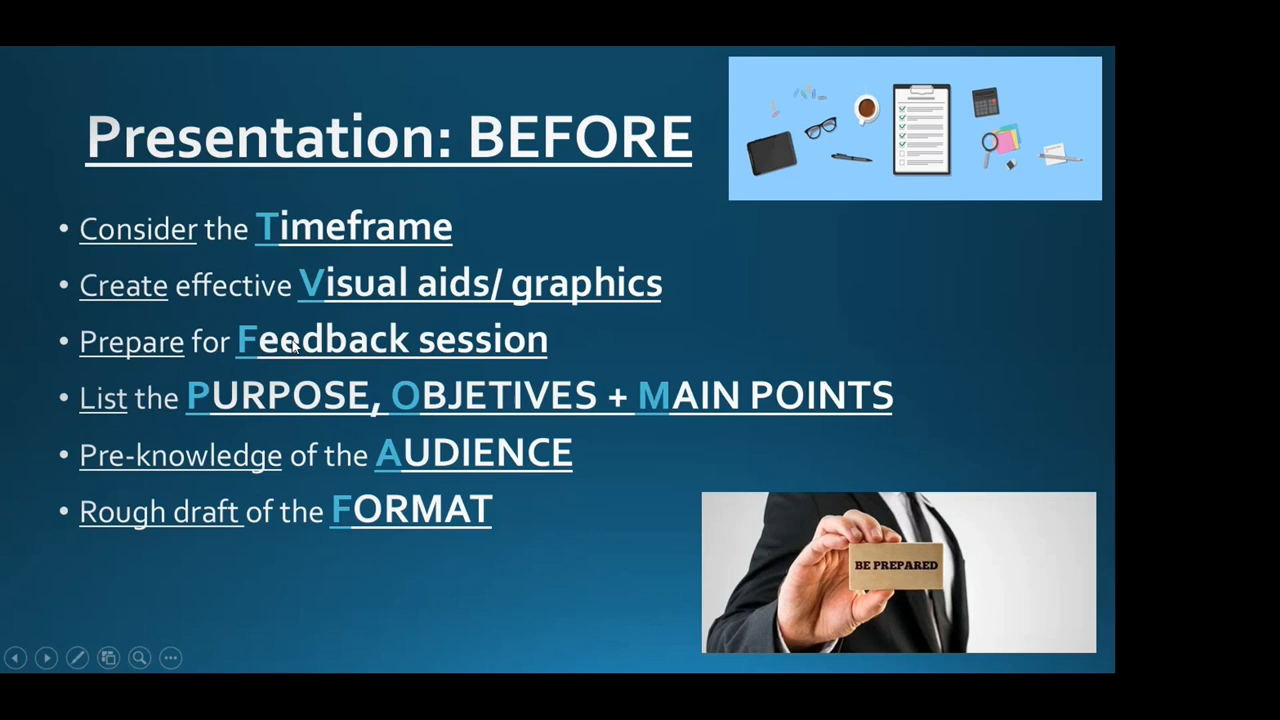 Presentation: BEFORE
• Consider the Timeframe
• Create effective Visual aids/ graphics
• Prepare for Feedback session
• List the PURPOSE, OBJETIVES + MAIN POINTS
• Pre-knowledge of the AUDIENCE
• Rough draft of the FORMAT
BE PREPARED